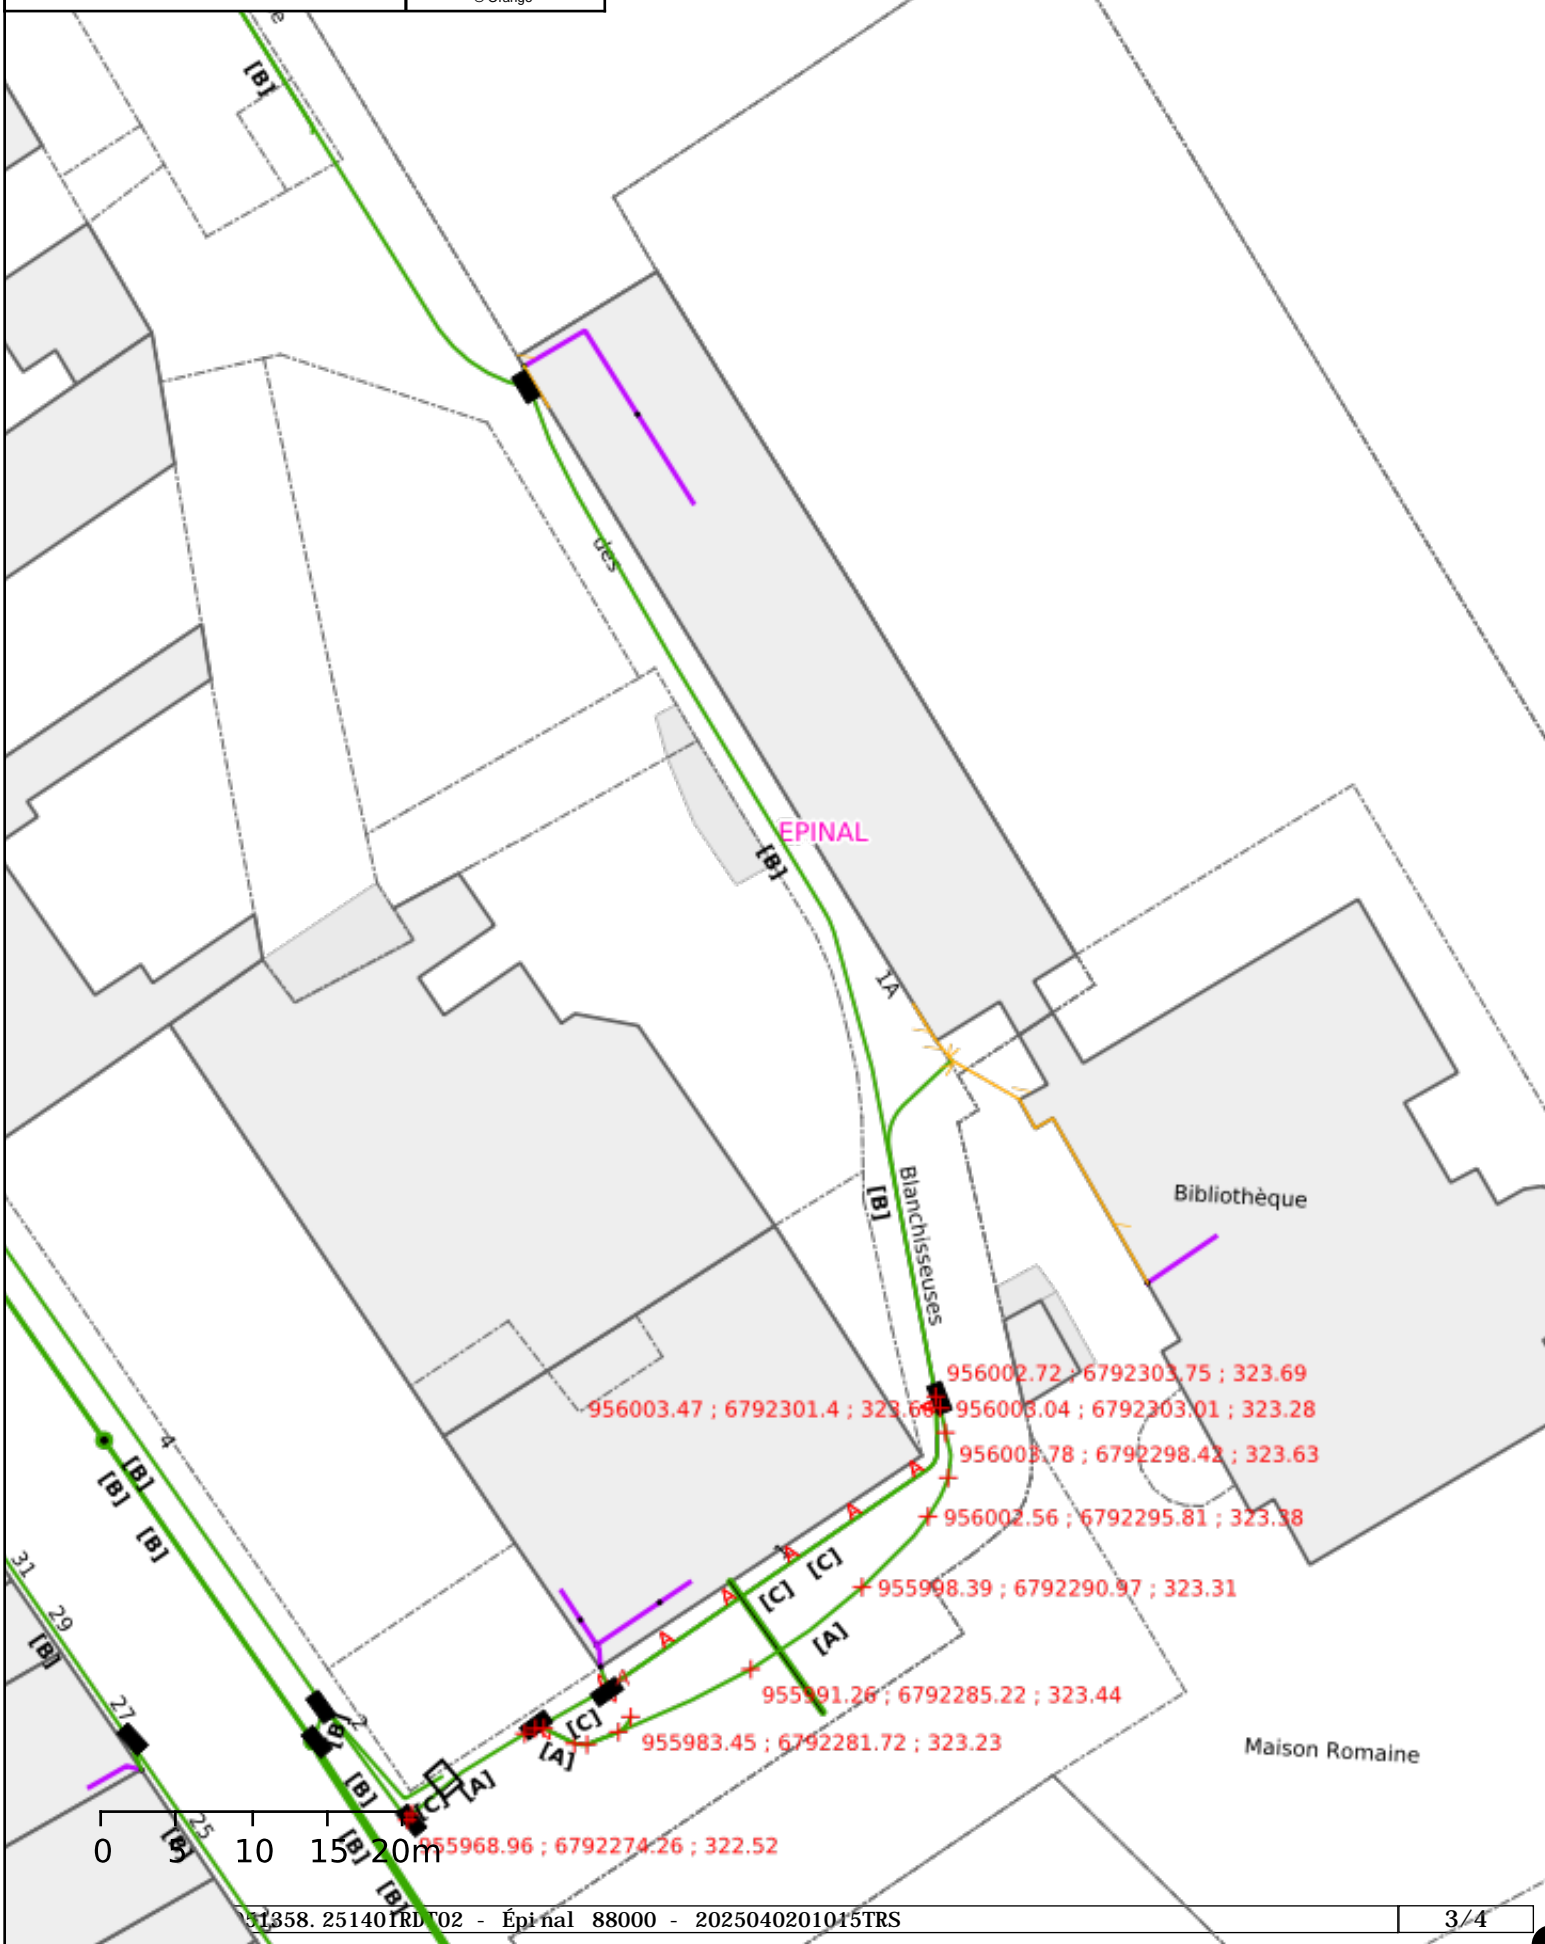 © Orange
e
[B]
des
EPINAL
[B]
1A
Bibliothèque
[B]
Blanchisseuses
956002.72 ; 6792303.75 ; 323.69
956003.47 ; 6792301.4 ;
956003.04 ; 6792303.01 ; 323.28
4
956003.78 ; 6792298.42 ; 323.63
[B]
[B]
A
A
956002.56 ; 6792295.81 ; 323.38
[B]
1
A
[C]
31
955998.39 ; 6792290.97 ; 323.31
A
[C]
29
[B]
A
[A]
A
955991.26 ; 6792285.22 ; 323.44
27
2
[B]
[C]
[A]
955983.45 ; 6792281.72 ; 323.23
Maison Romaine
[B]
[A]
[C]
25
[B]
[B]
955968.96 ; 6792274.26 ; 322.52
0 5 10 15 20m
[B]
51358.251401RDT02 - Épinal 88000 - 2025040201015TRS
3/4